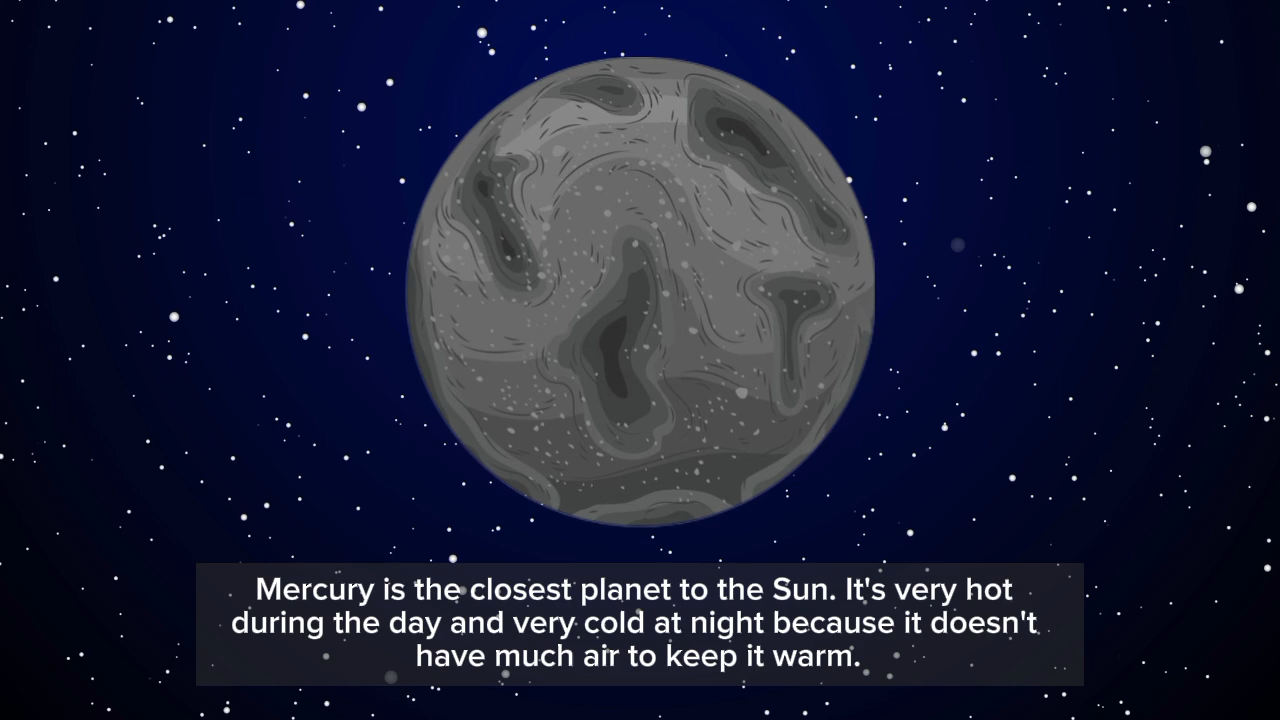 Mercury is the closest planet to the Sun. It's very hot
during the day and very cold at night because it doesn't
have much air to keep it warm.